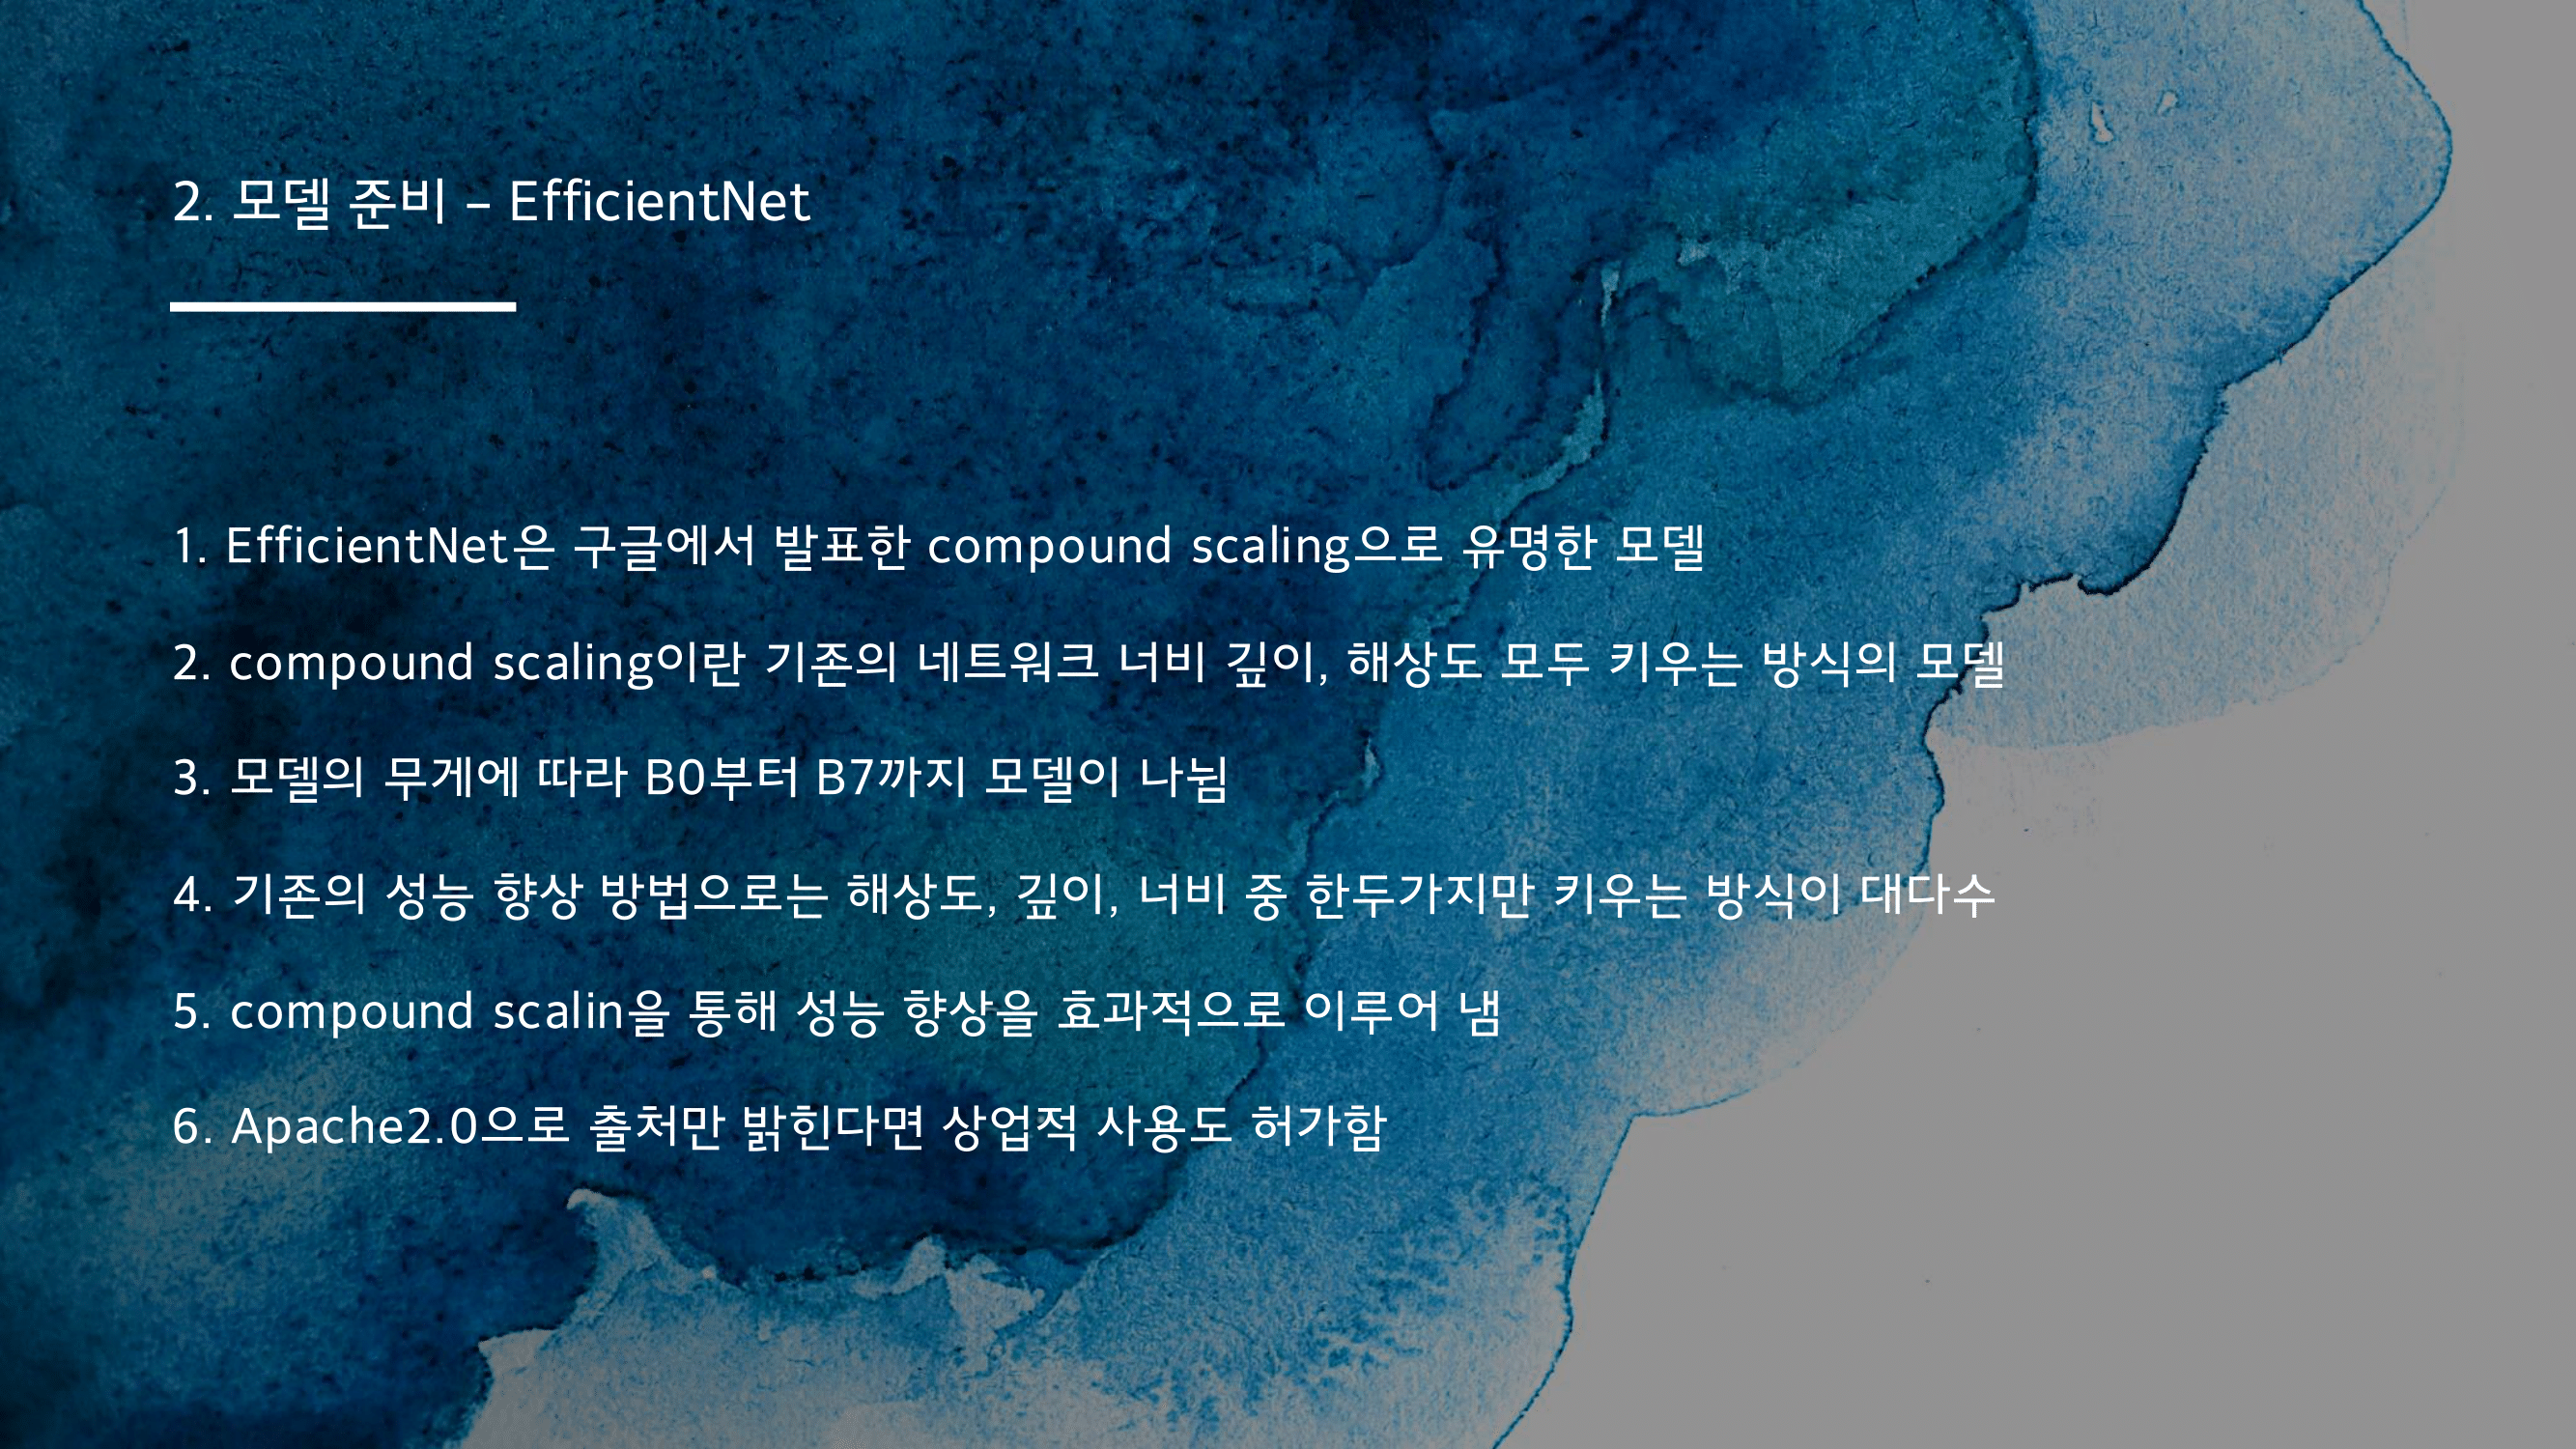 2. 모델 준비 – EfficientNet
1. EfficientNet은 구글에서 발표한 compound scaling으로 유명한 모델
2. compound scaling이란 기존의 네트워크 너비 깊이, 해상도 모두 키우는 방식의 모델
3. 모델의 무게에 따라 B0부터 B7까지 모델이 나뉨
4. 기존의 성능 향상 방법으로는 해상도, 깊이, 너비 중 한두가지만 키우는 방식이 대다수
5. compound scalin을 통해 성능 향상을 효과적으로 이루어 냄
6. Apache2.0으로 출처만 밝힌다면 상업적 사용도 허가함